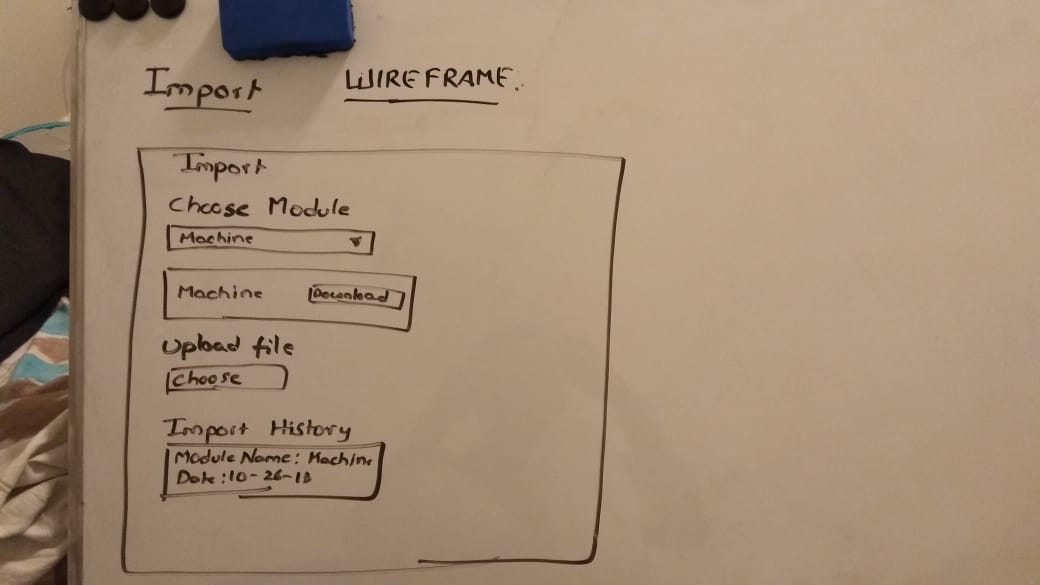 Import WIREFRAME.
Import
Choose Module
Machine
Machine Download
Upload file
Choose
Import History
Module Name: Machine
Date:10-26-18